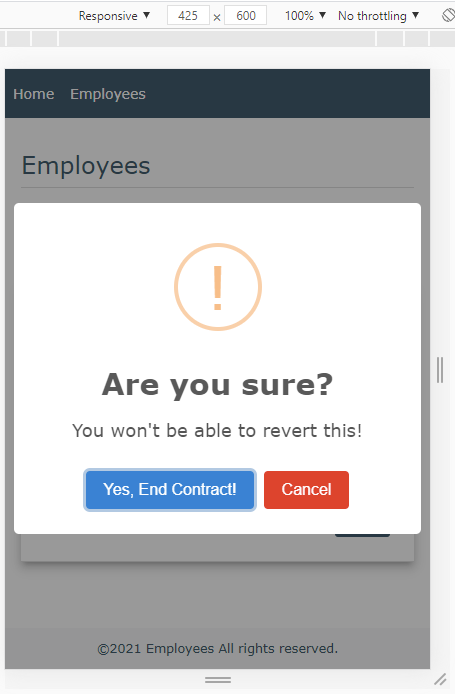 Responsive ▼ 425 × 600 100% ▼ No throttling ▼
Home Employees
Employees
!
Are you sure?
You won't be able to revert this!
Yes, End Contract! Cancel
©2021 Employees All rights reserved.